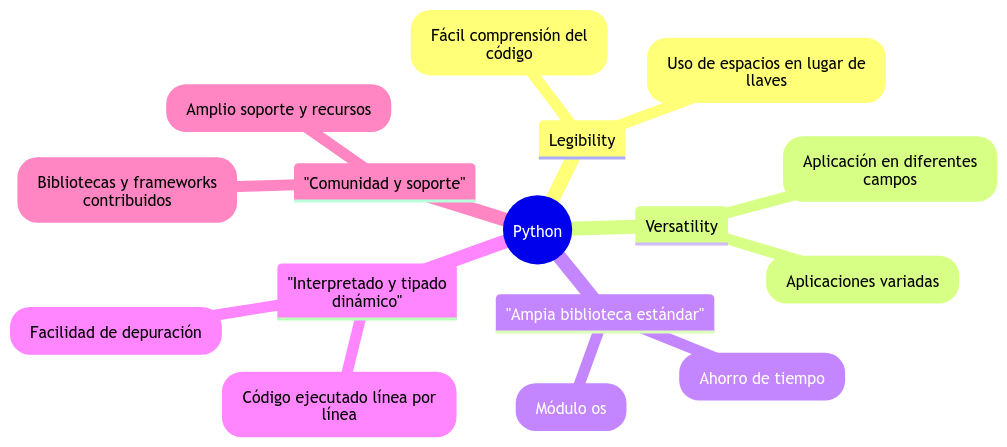 Python
Legibility
Fácil comprensión del
código
Uso de espacios en lugar de
llaves
Versatility
Aplicación en diferentes
campos
Aplicaciones variadas
"Ampia biblioteca estándar"
Módulo os
Ahorro de tiempo
"Interpretado y tipado
dinámico"
Facilidad de depuración
Código ejecutado línea por
línea
"Comunidad y soporte"
Amplio soporte y recursos
Bibliotecas y frameworks
contribuidos